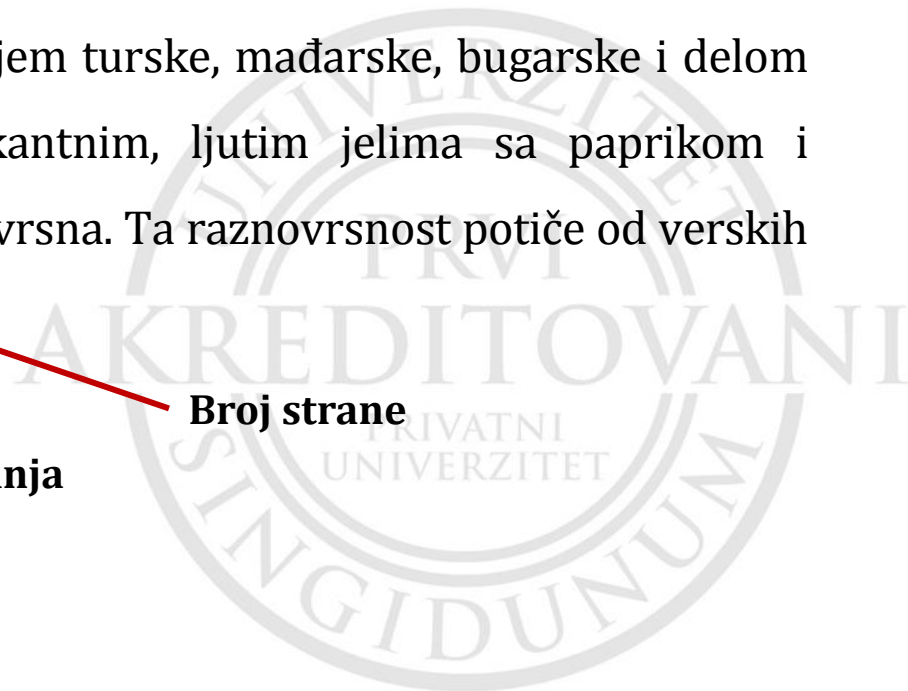 jem turske, mađarske, bugarske i delom
kantnim, ljutim jelima sa paprikom i
vrsna. Ta raznovrsnost potiče od verskih
Broj strane
nja
UNIVERZITET
PRVI
AKREDITOVANI
PRIVATNI
UNIVERZITET
SINGIDUNUM